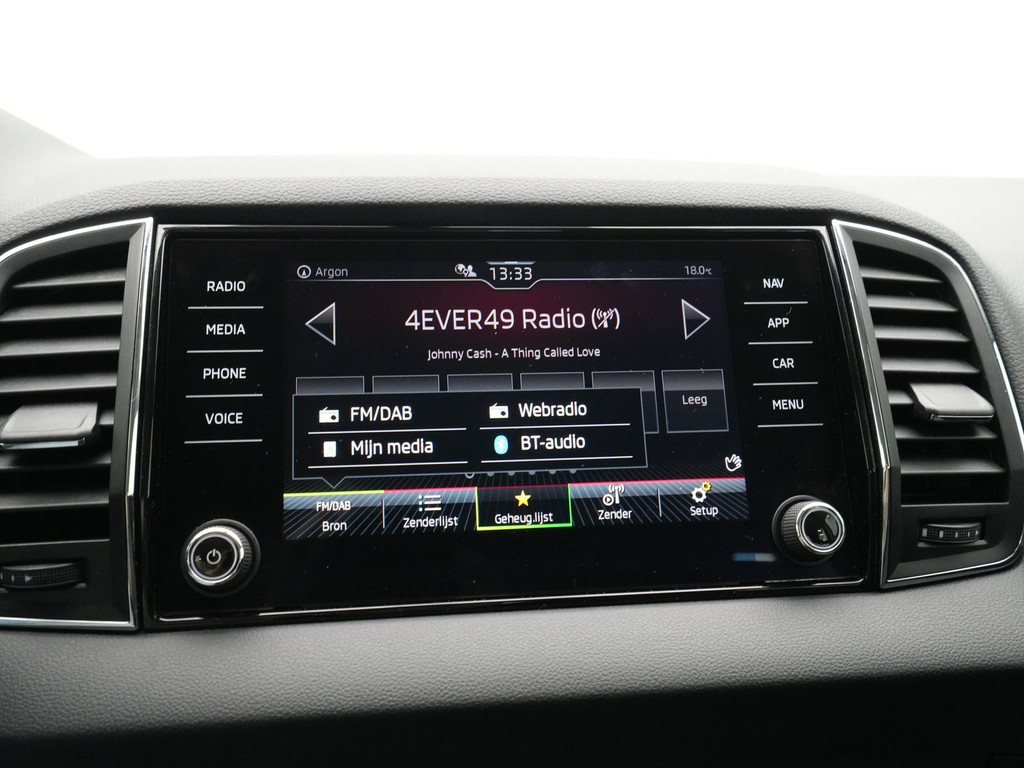 RADIO
MEDIA
PHONE
VOICE
Argon
13:33
18.0°C
4EVER49 Radio
Johnny Cash - A Thing Called Love
Leeg
FM/DAB
Webradio
Mijn media
BT-audio
FM/DAB
Bron
Zenderlijst
Geheug.lijst
Zender
Setup
NAV
APP
CAR
MENU